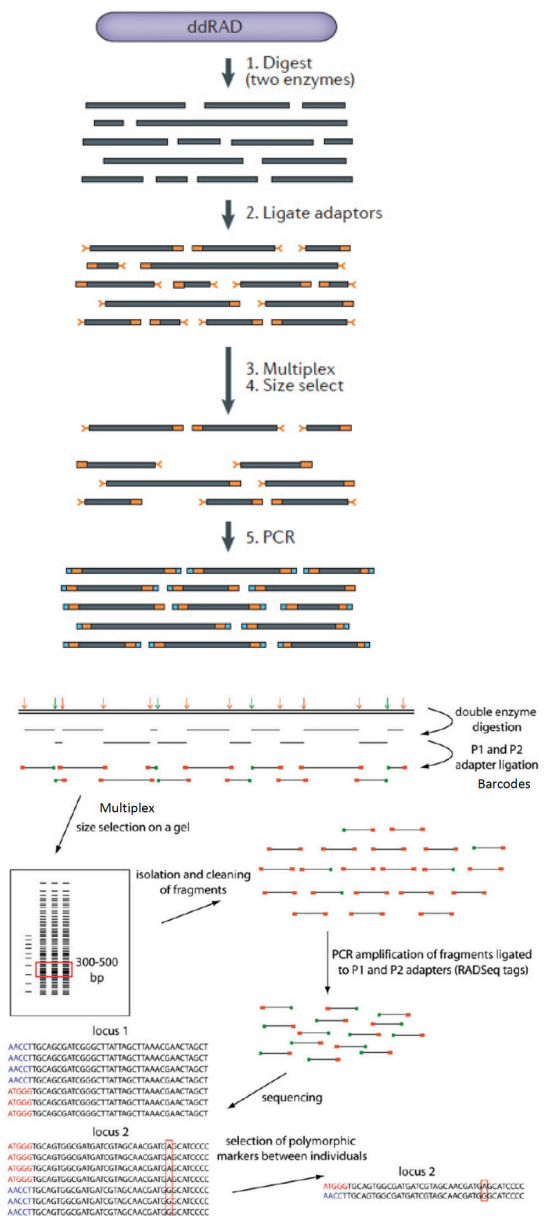 ddRAD
1. Digest
(two enzymes)
2. Ligate adaptors
3. Multiplex
4. Size select
5. PCR
double enzyme
digestion
P1 and P2
adapter ligation
Barcodes
Multiplex
size selection on a gel
isolation and cleaning
of fragments
300-500
bp
PCR amplification of fragments ligated
to P1 and P2 adapters (RADSeq tags)
sequencing
locus 1
AACCTTGCAGCGATCGGGCTTATTAGCTTAAACGAACTAGCT
AACCTTGCAGCGATCGGGCTTATTAGCTTAAACGAACTAGCT
AACCTTGCAGCGATCGGGCTTATTAGCTTAAACGAACTAGCT
AACCTTGCAGCGATCGGGCTTATTAGCTTAAACGAACTAGCT
ATGGGTGCAGCGATCGGGCTTATTAGCTTAAACGAACTAGCT
ATGGGTGCAGCGATCGGGCTTATTAGCTTAAACGAACTAGCT
ATGGGTGCAGCGATCGGGCTTATTAGCTTAAACGAACTAGCT
locus 2
ATGGGTGCAGTGGCGATGATCGTAGCAACGATGAGCATCCCC
ATGGGTGCAGTGGCGATGATCGTAGCAACGATGAGCATCCCC
ATGGGTGCAGTGGCGATGATCGTAGCAACGATGAGCATCCCC
ATGGGTGCAGTGGCGATGATCGTAGCAACGATGAGCATCCCC
AACCTTGCAGTGGCGATGATCGTAGCAACGATGGGCATCCCC
AACCTTGCAGTGGCGATGATCGTAGCAACGATGGGCATCCCC
AACCTTGCAGTGGCGATGATCGTAGCAACGATGGGCATCCCC
selection of polymorphic
markers between individuals
locus 2
ATGGGTGCAGTGGCGATGATCGTAGCAACGATGAGCATCCCC
AACCTTGCAGTGGCGATGATCGTAGCAACGATGGGCATCCCC